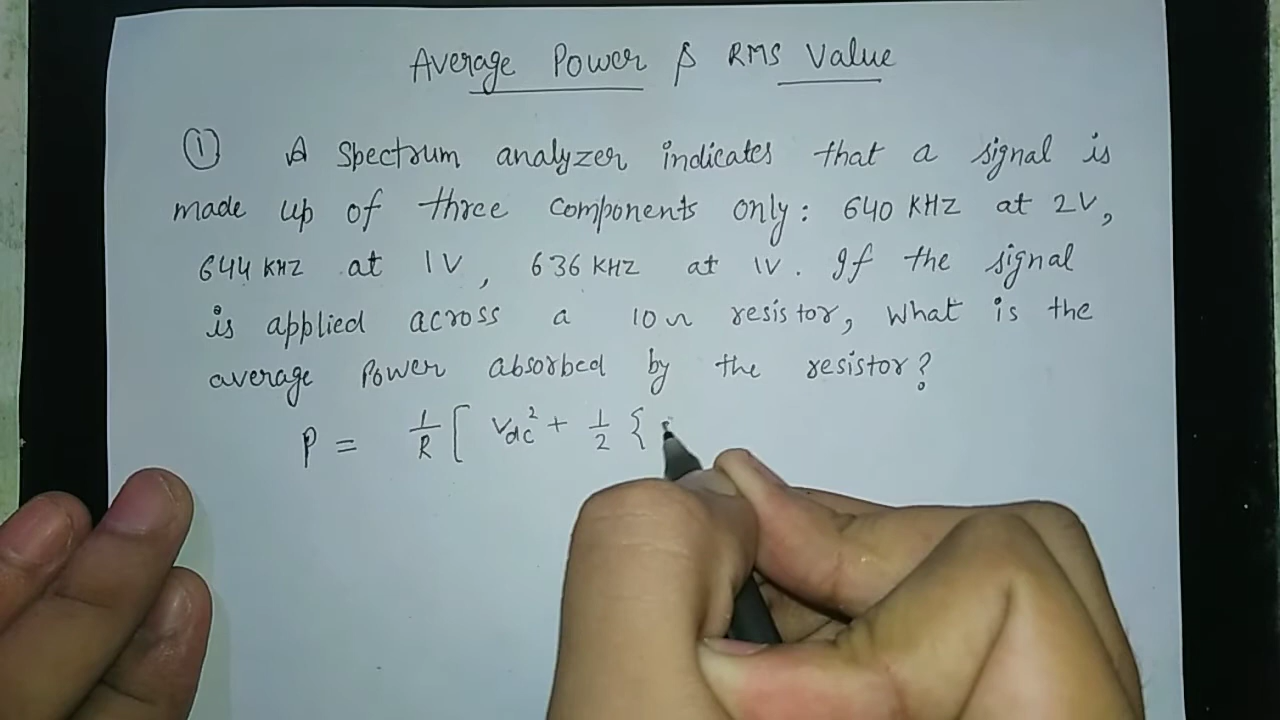 Average Power & RMS Value
① A Spectrum analyzer indicates that a signal is
made up of three components only: 640 KHZ at 2V,
644 KHZ at 1V, 636 KHZ at 1V. If the signal
is applied across a 10Ω resistor, what is the
average Power absorbed by the resistor?
P = 1/R [ Vdc² + 1/2 {